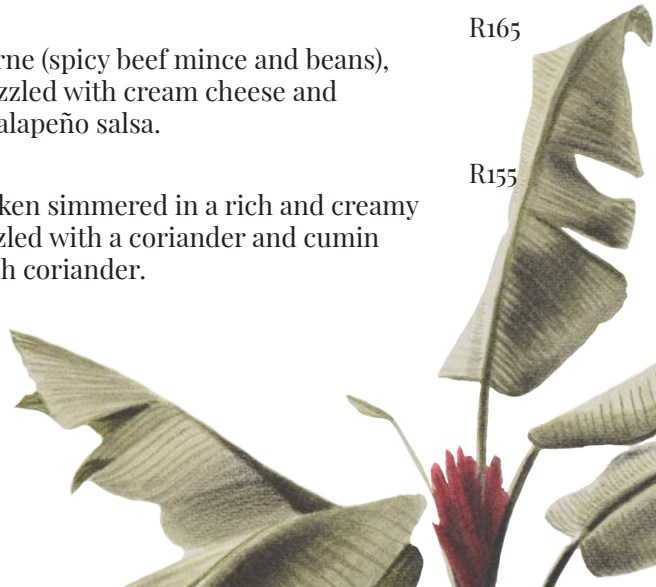 R165
rne (spicy beef mince and beans),
zzled with cream cheese and
alapeño salsa.
R155
ken simmered in a rich and creamy
zled with a coriander and cumin
h coriander.